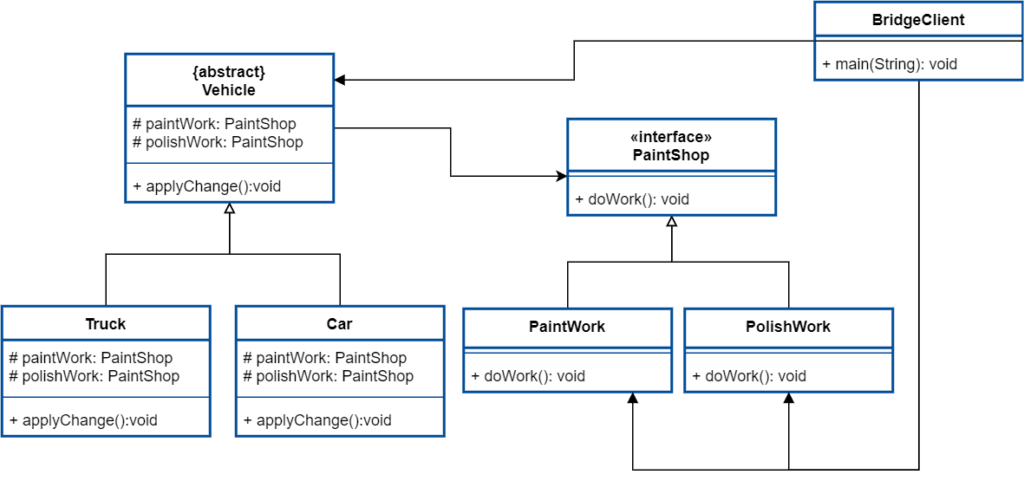 BridgeClient
+ main(String): void
{abstract}
Vehicle
# paintWork: PaintShop
# polishWork: PaintShop
+ applyChange():void
«interface»
PaintShop
+ doWork(): void
Truck
# paintWork: PaintShop
# polishWork: PaintShop
+ applyChange():void
Car
# paintWork: PaintShop
# polishWork: PaintShop
+ applyChange():void
PaintWork
+ doWork(): void
PolishWork
+ doWork(): void